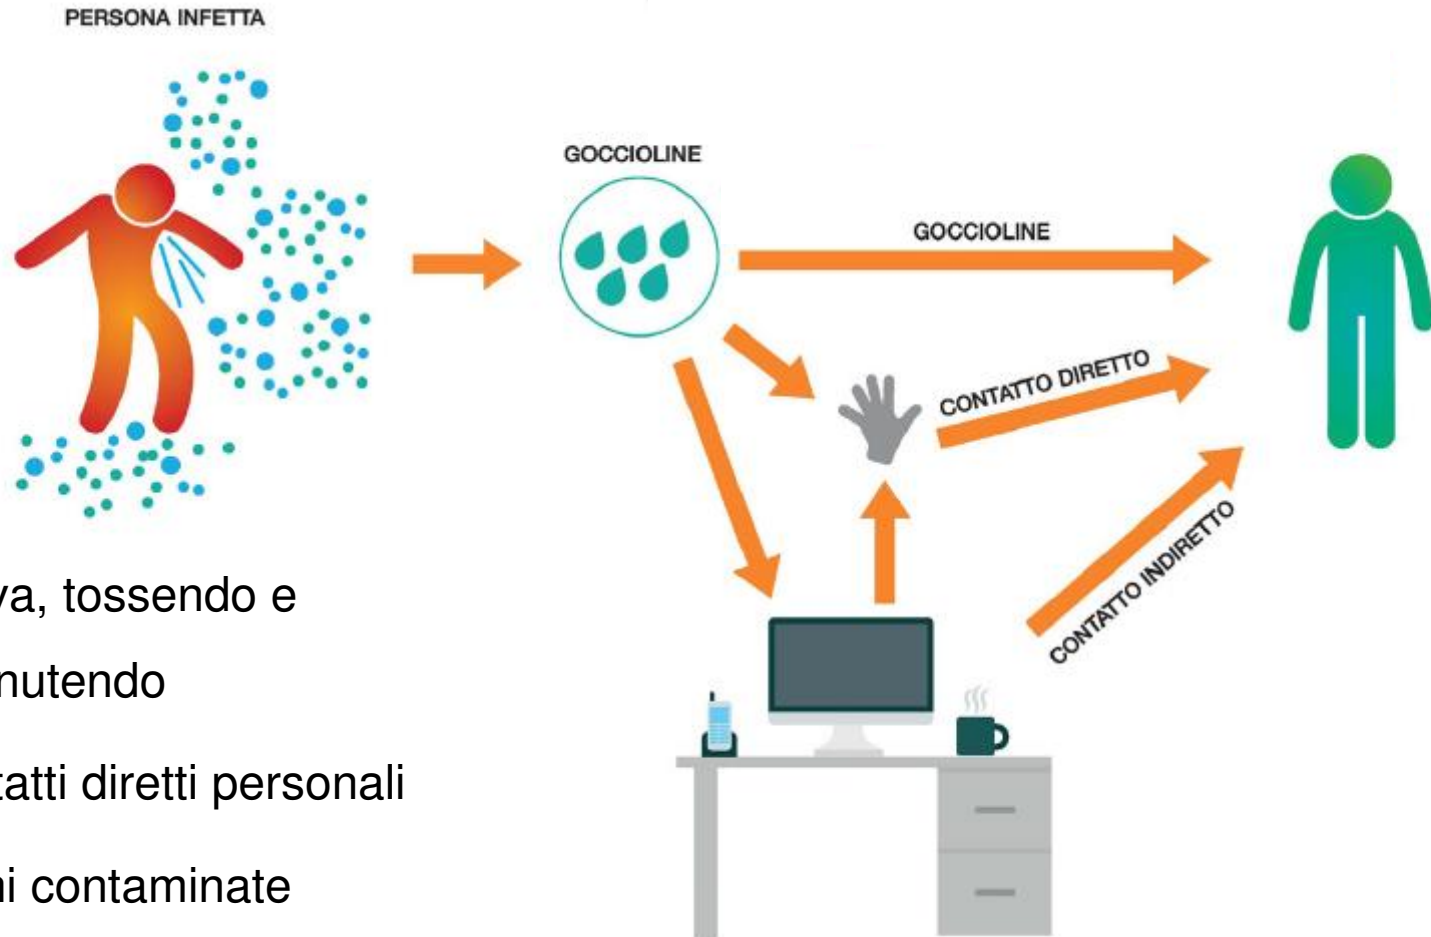 PERSONA INFETTA
GOCCIOLINE
GOCCIOLINE
CONTATTO DIRETTO
CONTATTO INDIRETTO
va, tossendo e
nutendo
tatti diretti personali
ni contaminate